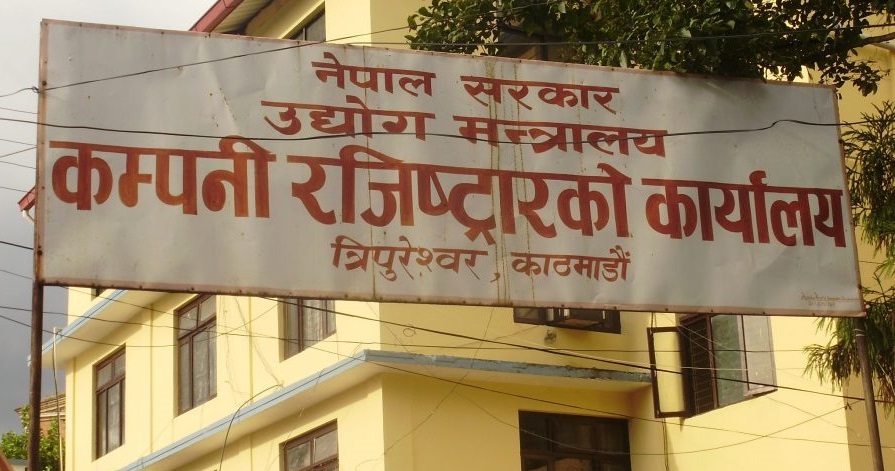 नेपाल सरकार
उद्योग मन्त्रालय
कम्पनी रजिष्ट्रारको कार्यालय
त्रिपुरेश्वर, काठमाडौं